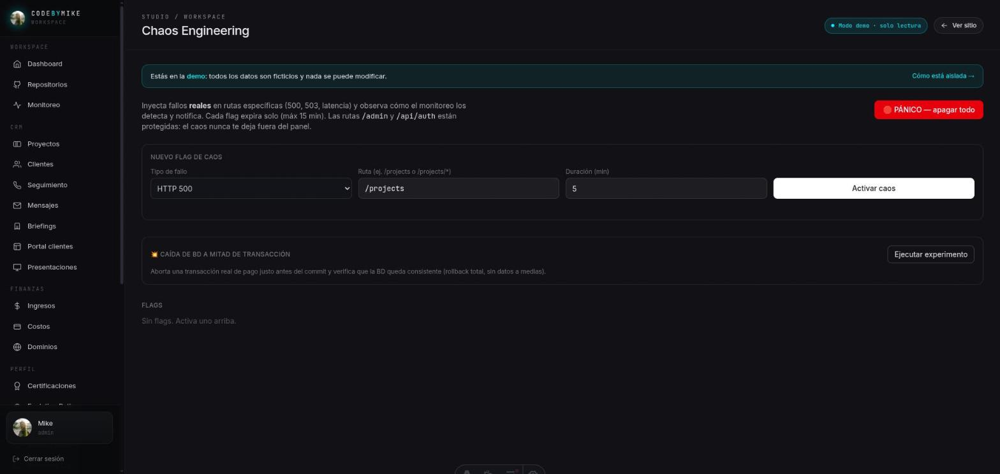 CODEBYMIKE
WORKSPACE
WORKSPACE
Dashboard
Repositorios
Monitoreo
CRM
Proyectos
Clientes
Seguimiento
Mensajes
Briefings
Portal clientes
Presentaciones
FINANZAS
Ingresos
Costos
Dominios
PERFIL
Certificaciones
Mike
admin
Cerrar sesión
STUDIO / WORKSPACE
Chaos Engineering
Modo demo · solo lectura
← Ver sitio
Estás en la demo: todos los datos son ficticios y nada se puede modificar.
Cómo está aislada →
Inyecta fallos reales en rutas específicas (500, 503, latencia) y observa cómo el monitoreo los
detecta y notifica. Cada flag expira solo (máx 15 min). Las rutas /admin y /api/auth están
protegidas: el caos nunca te deja fuera del panel.
PÁNICO — apagar todo
NUEVO FLAG DE CAOS
Tipo de fallo
HTTP 500
Ruta (ej. /projects o /projects/*)
/projects
Duración (min)
5
Activar caos
CAÍDA DE BD A MITAD DE TRANSACCIÓN
Ejecutar experimento
Aborta una transacción real de pago justo antes del commit y verifica que la BD queda consistente (rollback total, sin datos a medias).
FLAGS
Sin flags. Activa uno arriba.